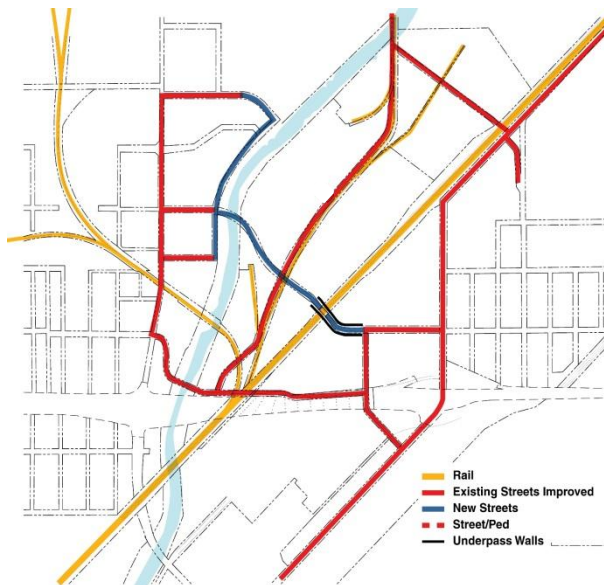 Rail
Existing Streets Improved
New Streets
Street/Ped
Underpass Walls